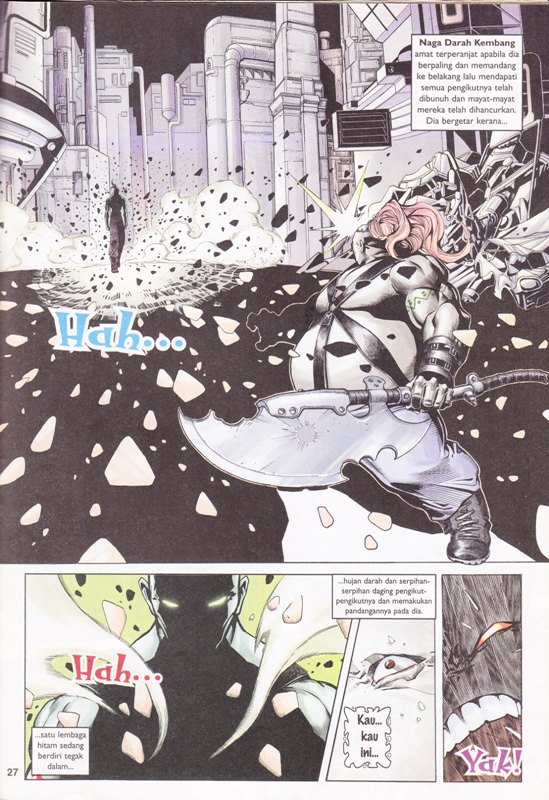 Naga Darah Kembang
amat terperanjat apabila dia
berpaling dan memandang
ke belakang lalu mendapati
semua pengikutnya telah
dibunuh dan mayat-mayat
mereka telah dihancurkan.
Dia bergetar kerana...
Hah...
Hah...
...satu lembaga
hitam sedang
berdiri tegak
dalam...
...hujan darah dan serpihan-
serpihan daging pengikut-
pengikutnya dan memakukan
pandangannya pada dia.
Kau...
kau
ini...
Yak!
27